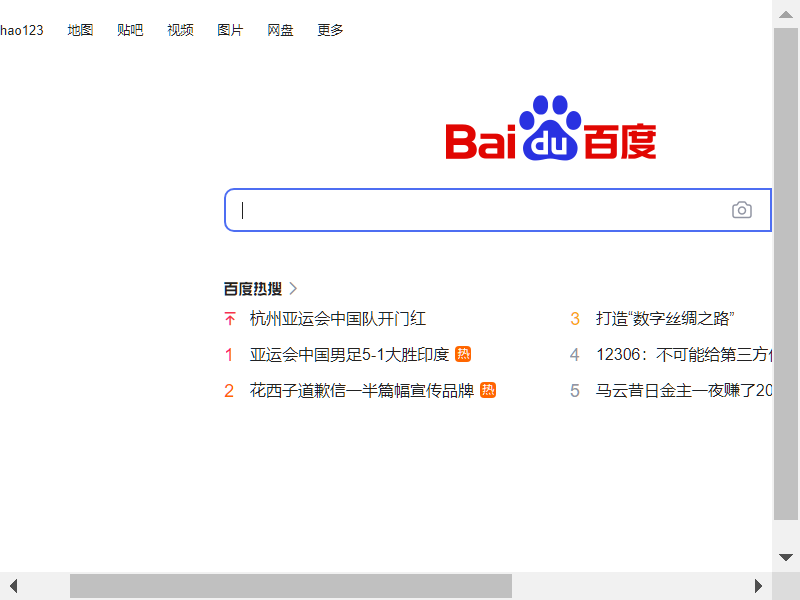 hao123 地图 贴吧 视频 图片 网盘 更多
Bai du 百度
百度热搜
杭州亚运会中国队开门红
1 亚运会中国男足5-1大胜印度 热
2 花西子道歉信一半篇幅宣传品牌 热
3 打造“数字丝绸之路”
4 12306：不可能给第三方
5 马云昔日金主一夜赚了20